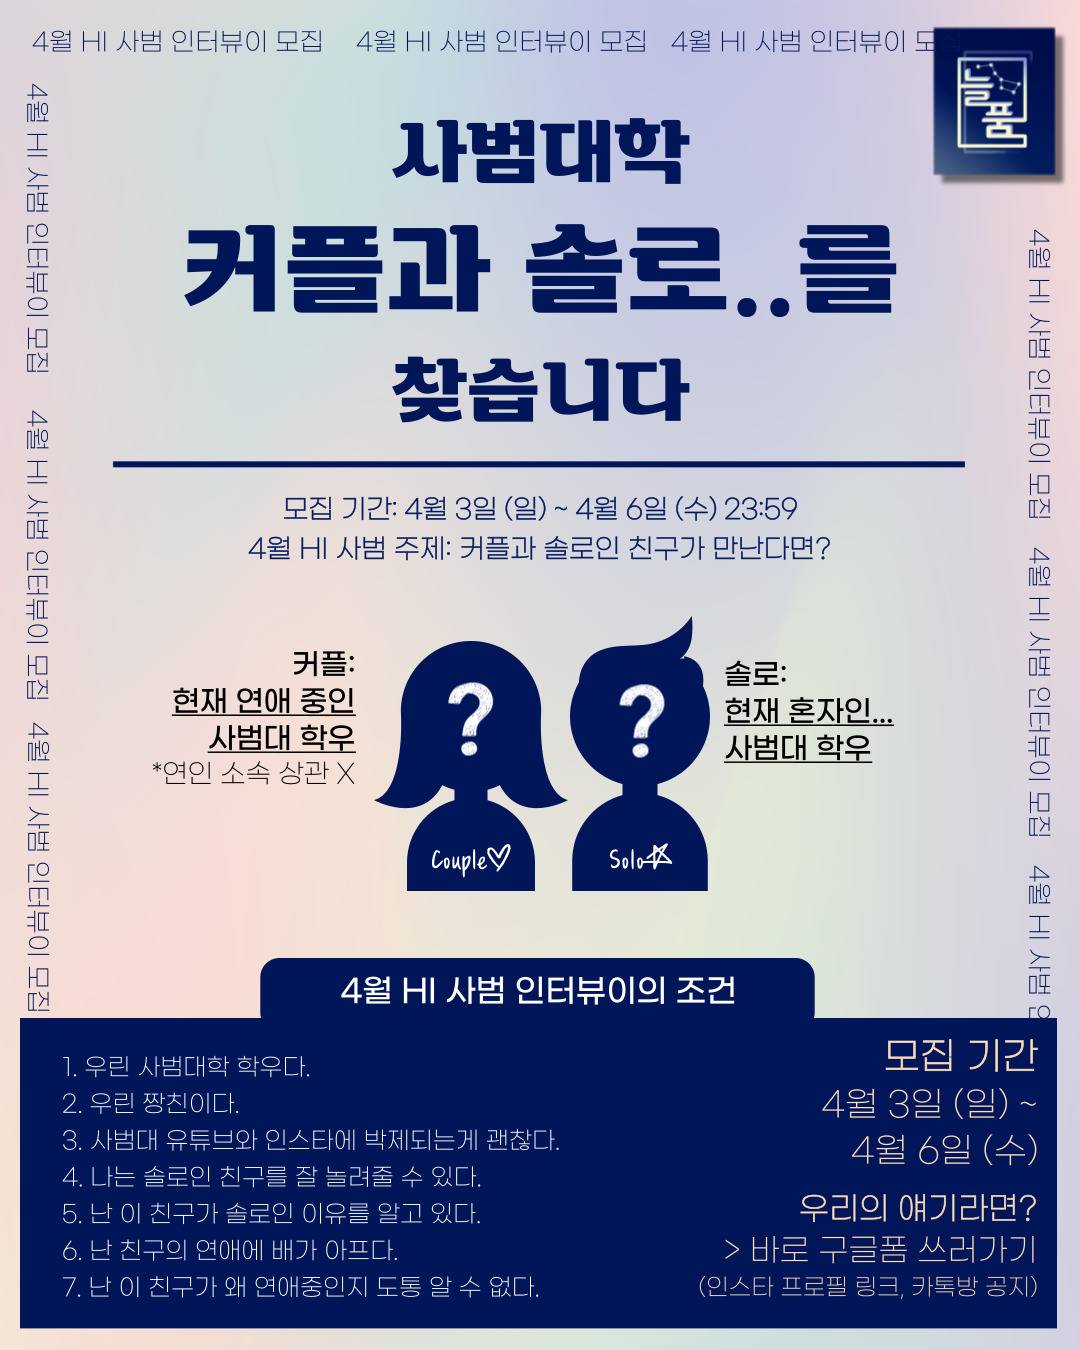 4월 HI 사범 인터뷰이 모집 4월 HI 사범 인터뷰이 모집 4월 HI 사범 인터뷰이 모집
늘품
4월 HI 사범 인터뷰이 모집 4월 HI 사범 인터뷰이 모집 4월 HI 사범 인터뷰이 모집
4월 HI 사범 인터뷰이 모집 4월 HI 사범 인터뷰이 모집 4월 HI 사범
사범대학
커플과 솔로..를
찾습니다
모집 기간: 4월 3일 (일) ~ 4월 6일 (수) 23:59
4월 HI 사범 주제: 커플과 솔로인 친구가 만난다면?
커플:
현재 연애 중인
사범대 학우
*연인 소속 상관 X
?
Couple
?
Solo
솔로:
현재 혼자인...
사범대 학우
4월 HI 사범 인터뷰이의 조건
1. 우린 사범대학 학우다.
2. 우린 짱친이다.
3. 사범대 유튜브와 인스타에 박제되는게 괜찮다.
4. 나는 솔로인 친구를 잘 놀려줄 수 있다.
5. 난 이 친구가 솔로인 이유를 알고 있다.
6. 난 친구의 연애에 배가 아프다.
7. 난 이 친구가 왜 연애중인지 도통 알 수 없다.
모집 기간
4월 3일 (일) ~
4월 6일 (수)
우리의 얘기라면?
> 바로 구글폼 쓰러가기
(인스타 프로필 링크, 카톡방 공지)